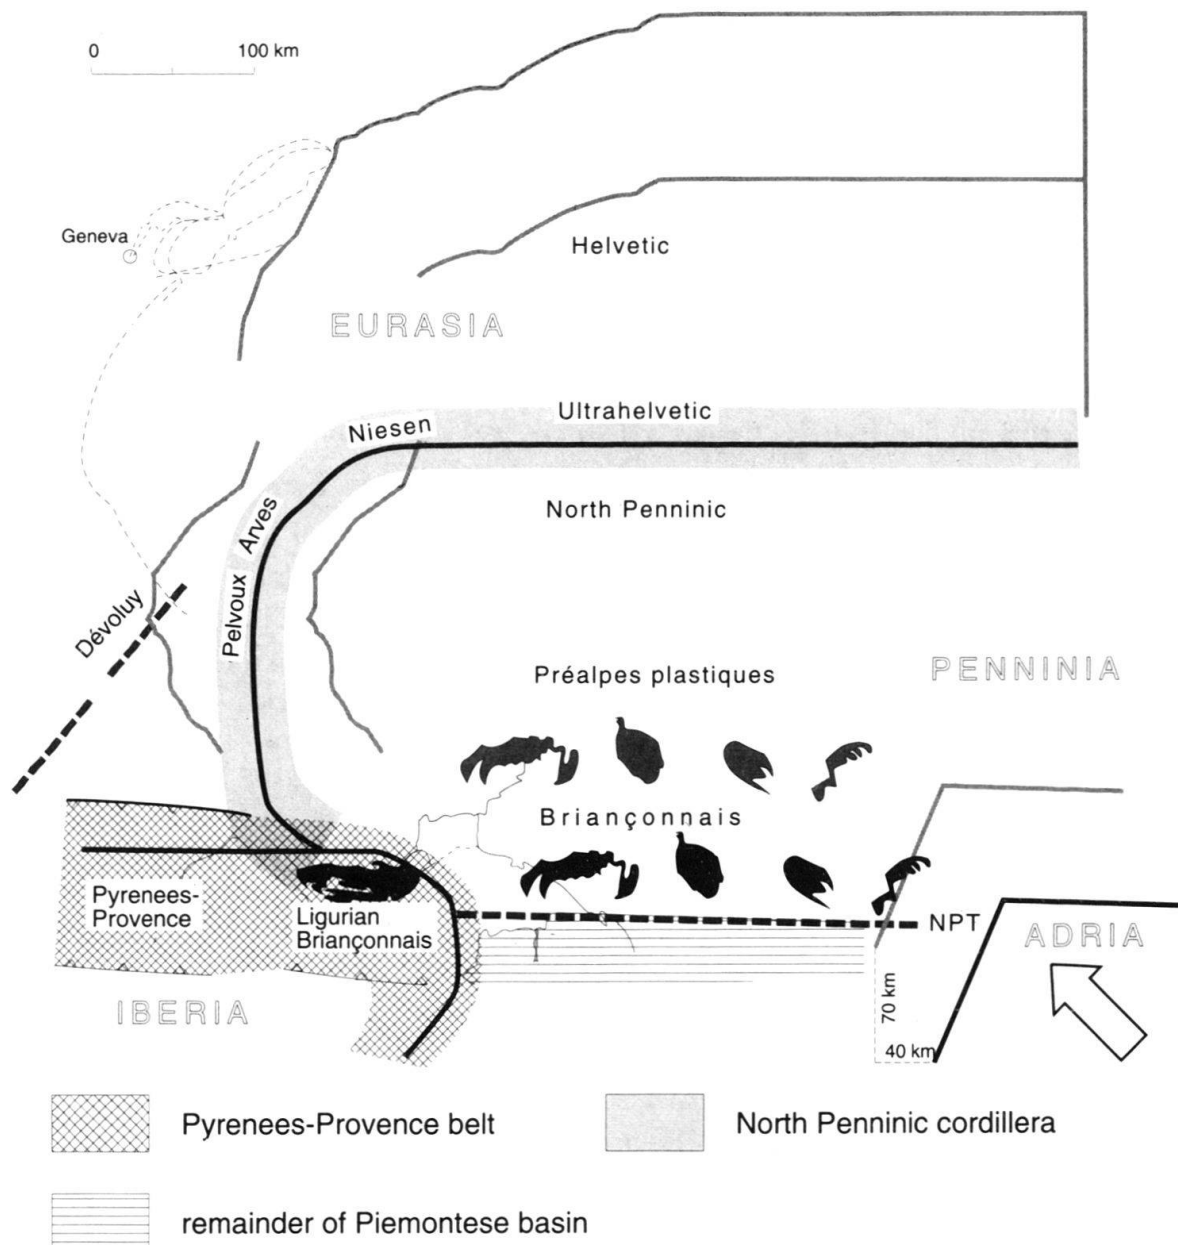 0 100 km
Geneva
Helvetic
EURASIA
Ultrahelvetic
Niesen
North Penninic
Arves
Pelvoux
Dévoluy
Préalpes plastiques
PENNINIA
Briançonnais
Pyrenees-
Provence
Ligurian
Briançonnais
NPT
ADRIA
IBERIA
70 km
40 km
Pyrenees-Provence belt
North Penninic cordillera
remainder of Piemontese basin